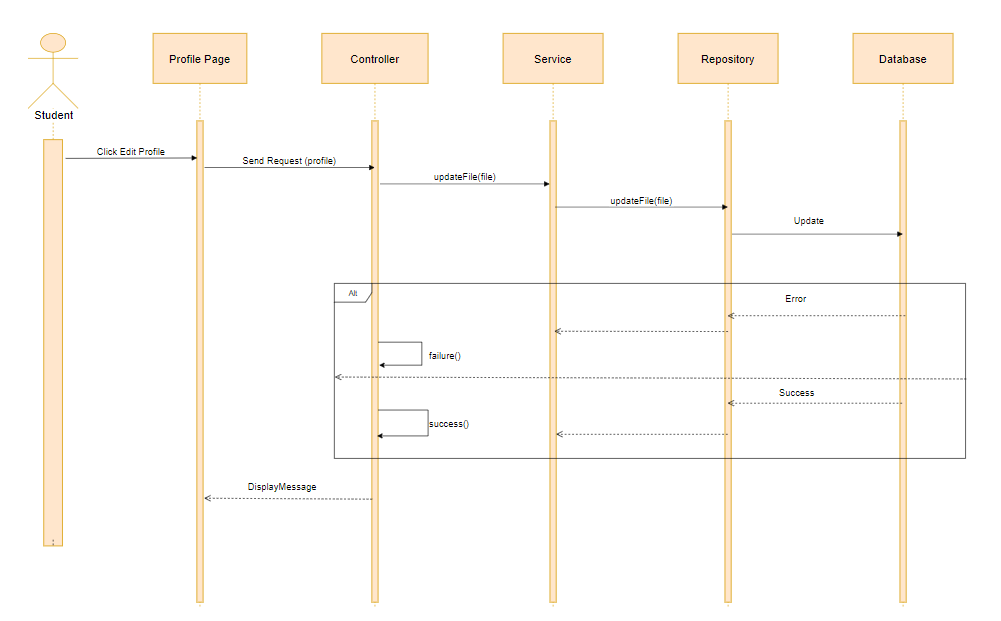 Student
Profile Page
Controller
Service
Repository
Database
Click Edit Profile
Send Request (profile)
updateFile(file)
updateFile(file)
Update
Alt
Error
failure()
Success
success()
DisplayMessage